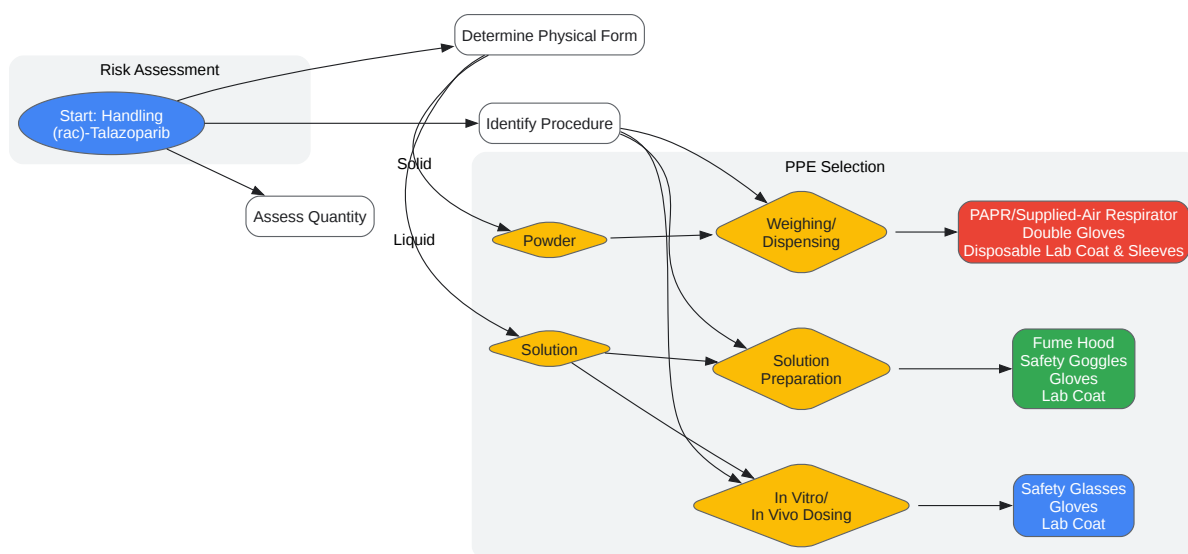 Determine Physical Form
Risk Assessment
Start: Handling
(rac)-Talazoparib
Identify Procedure
Solid
PPE Selection
Assess Quantity
Liquid
Powder
Weighing/
Dispensing
PAPR/Supplied-Air Respirator
Double Gloves
Disposable Lab Coat & Sleeves
Solution
Solution
Preparation
Fume Hood
Safety Goggles
Gloves
Lab Coat
In Vitro/
In Vivo Dosing
Safety Glasses
Gloves
Lab Coat